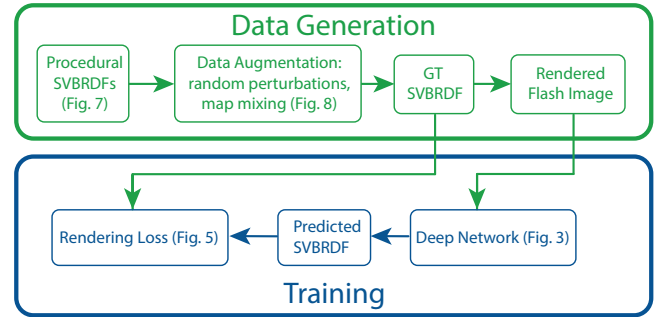 Data Generation
Procedural
SVBRDFs
(Fig. 7)
Data Augmentation:
random perturbations,
map mixing (Fig. 8)
GT
SVBRDF
Rendered
Flash Image
Rendering Loss (Fig. 5)
Predicted
SVBRDF
Deep Network (Fig. 3)
Training